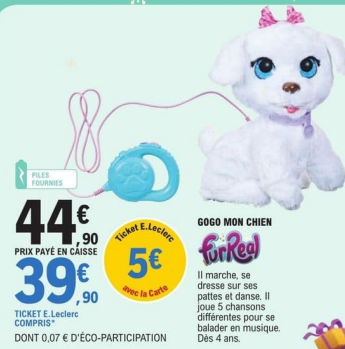 PILES
FOURNIES
44€,90
PRIX PAYÉ EN CAISSE
39€,90
TICKET E.Leclerc
COMPRIS*
DONT 0,07 € D'ÉCO-PARTICIPATION
Ticket E.Leclerc
5€
avec la Carte
GOGO MON CHIEN
furReal
Il marche, se
dresse sur ses
pattes et danse. Il
joue 5 chansons
différentes pour se
balader en musique.
Dès 4 ans.